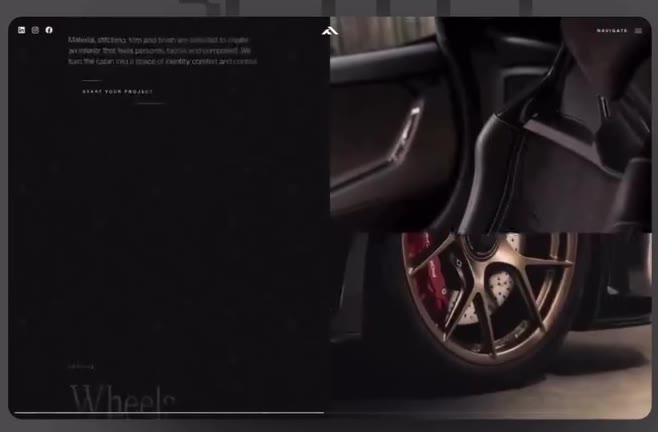 NAVIGATE
Material, stitching, trim and finish are selected to create
an interior that feels personal, tactile and composed. We
turn the cabin into a space of identity comfort and control
START YOUR PROJECT
Wheels